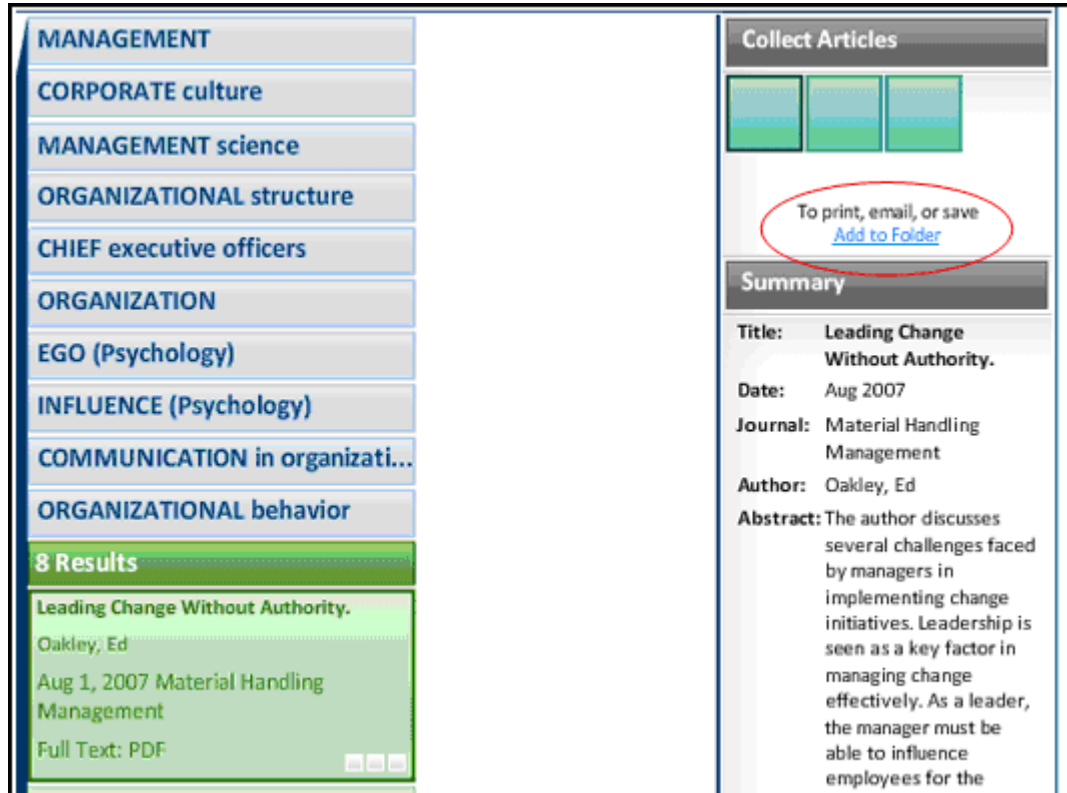 MANAGEMENT
CORPORATE culture
MANAGEMENT science
ORGANIZATIONAL structure
CHIEF executive officers
ORGANIZATION
EGO (Psychology)
INFLUENCE (Psychology)
COMMUNICATION in organizati...
ORGANIZATIONAL behavior
8 Results
Leading Change Without Authority.
Oakley, Ed
Aug 1, 2007 Material Handling
Management
Full Text: PDF
Collect Articles
To print, email, or save
Add to Folder
Summary
Title: Leading Change
Without Authority.
Date: Aug 2007
Journal: Material Handling
Management
Author: Oakley, Ed
Abstract: The author discusses
several challenges faced
by managers in
implementing change
initiatives. Leadership is
seen as a key factor in
managing change
effectively. As a leader,
the manager must be
able to influence
employees for the